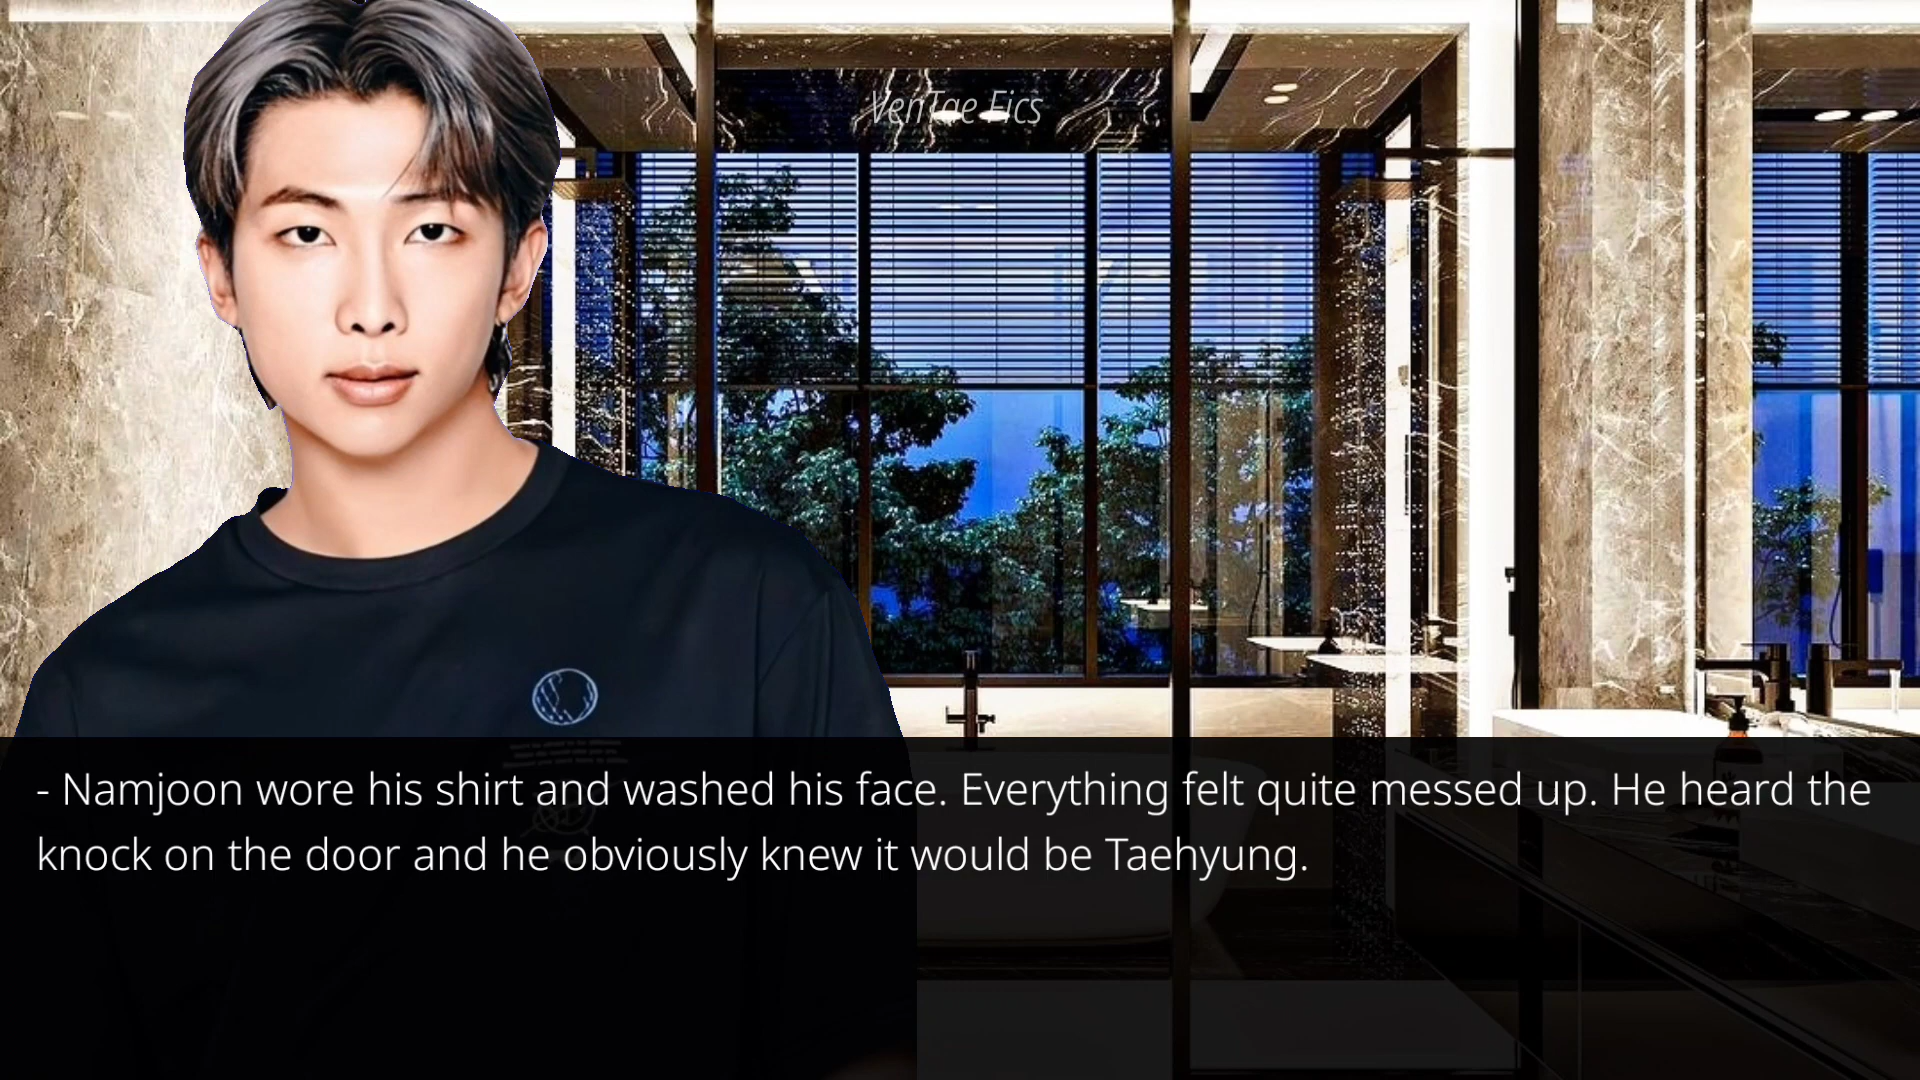 VenTae Fics
- Namjoon wore his shirt and washed his face. Everything felt quite messed up. He heard the
knock on the door and he obviously knew it would be Taehyung.